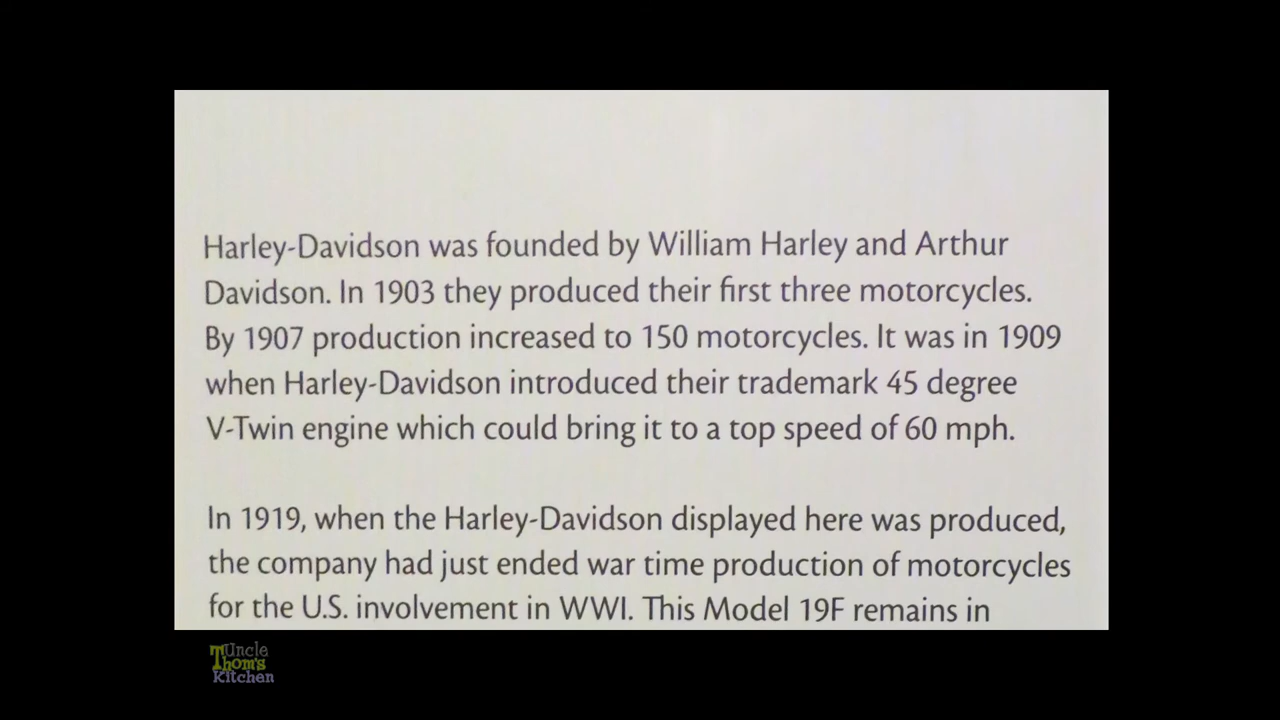 Harley-Davidson was founded by William Harley and Arthur
Davidson. In 1903 they produced their first three motorcycles.
By 1907 production increased to 150 motorcycles. It was in 1909
when Harley-Davidson introduced their trademark 45 degree
V-Twin engine which could bring it to a top speed of 60 mph.
In 1919, when the Harley-Davidson displayed here was produced,
the company had just ended war time production of motorcycles
for the U.S. involvement in WWI. This Model 19F remains in
Uncle
Thom's
Kitchen